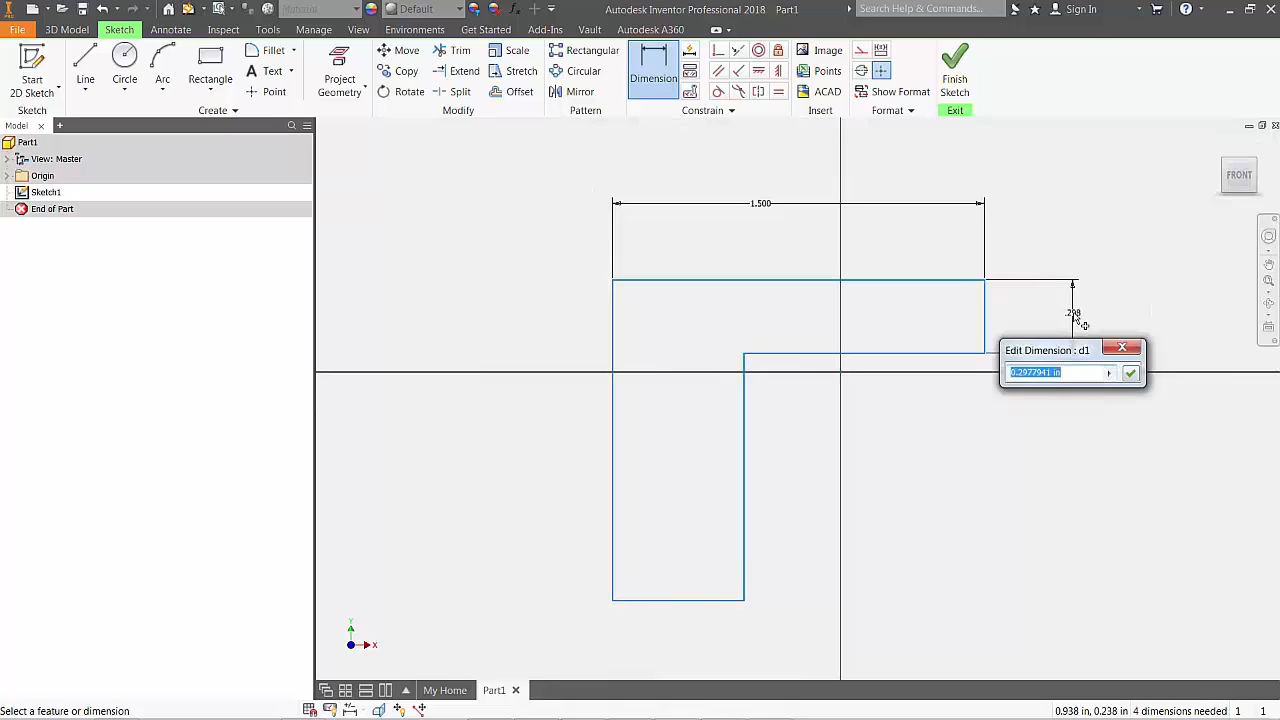 Material
Default
Autodesk Inventor Professional 2018 Part1
Search Help & Commands...
Sign In
PRO
File 3D Model Sketch Annotate Inspect Tools Manage View Environments Get Started Add-Ins Vault Autodesk A360
Start
2D Sketch
Line
Circle
Arc
Rectangle
Fillet
Text
Point
Project
Geometry
Move
Copy
Rotate
Trim
Extend
Split
Scale
Stretch
Offset
Rectangular
Circular
Mirror
Dimension
Image
Points
ACAD
Show Format
Finish
Sketch
Sketch Create Modify Pattern Constrain Insert Format Exit
Model
Part1
View: Master
Origin
Sketch1
End of Part
FRONT
1.500
.298
Edit Dimension : d1
0.2977941 in
Y
X
My Home Part1
Select a feature or dimension
0.938 in, 0.238 in 4 dimensions needed 1 1